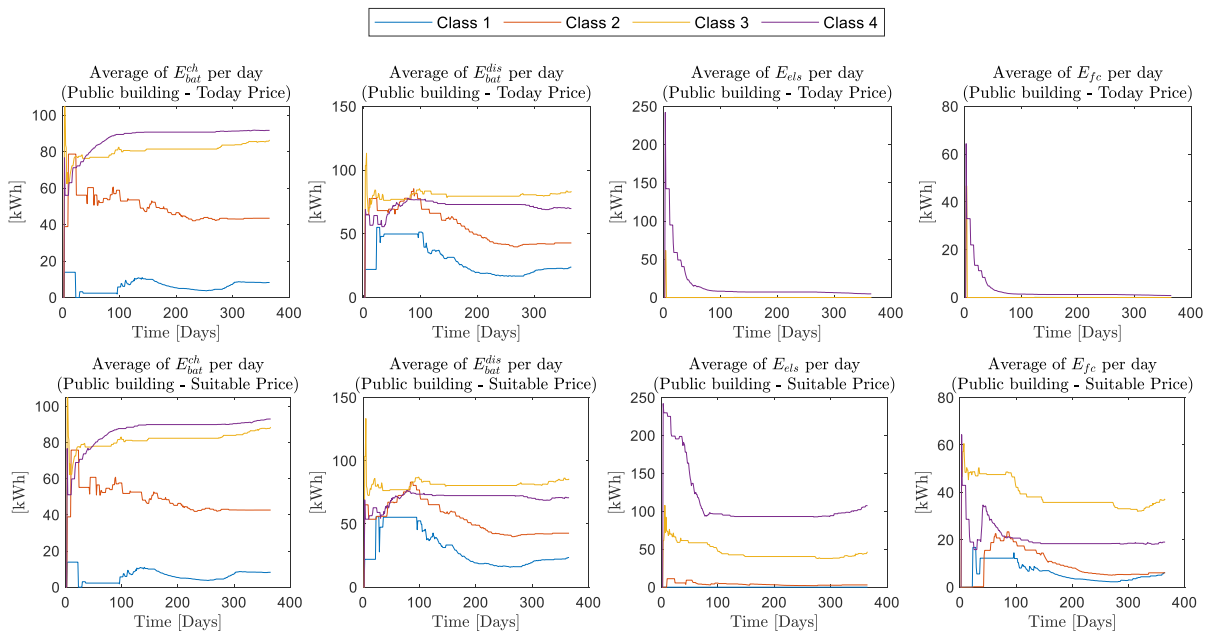 Class 1 Class 2 Class 3 Class 4
Average of E_bat^ch per day
(Public building - Today Price)
100
80
60
40
20
0
[kWh]
0 100 200 300 400
Time [Days]
Average of E_bat^dis per day
(Public building - Today Price)
150
100
50
0
[kWh]
0 100 200 300
Time [Days]
Average of E_els per day
(Public building - Today Price)
250
200
150
100
50
0
[kWh]
0 100 200 300 400
Time [Days]
Average of E_fc per day
(Public building - Today Price)
80
60
40
20
0
[kWh]
0 100 200 300 400
Time [Days]
Average of E_bat^ch per day
(Public building - Suitable Price)
100
80
60
40
20
0
[kWh]
0 100 200 300 400
Time [Days]
Average of E_bat^dis per day
(Public building - Suitable Price)
150
100
50
0
[kWh]
0 100 200 300 400
Time [Days]
Average of E_els per day
(Public building - Suitable Price)
250
200
150
100
50
0
[kWh]
0 100 200 300 400
Time [Days]
Average of E_fc per day
(Public building - Suitable Price)
80
60
40
20
0
[kWh]
0 100 200 300 400
Time [Days]